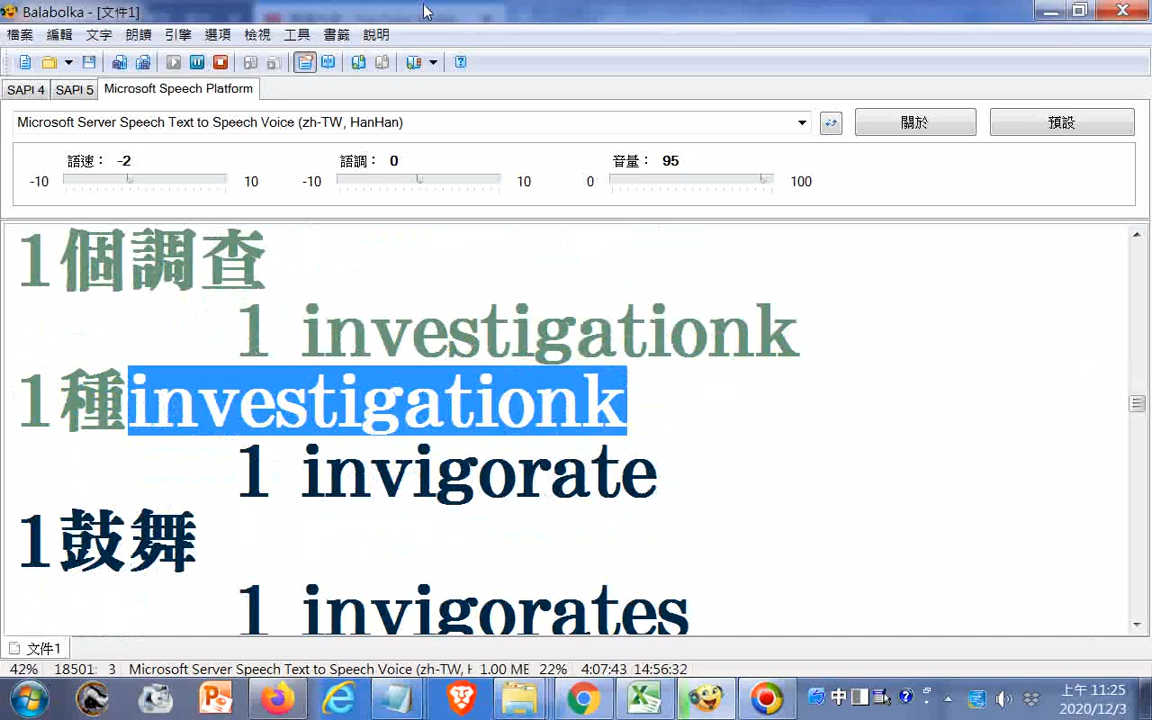 Balabolka - [文件1]
檔案 編輯 文字 朗讀 引擎 選項 檢視 工具 書籤 說明
SAPI 4 SAPI 5 Microsoft Speech Platform
Microsoft Server Speech Text to Speech Voice (zh-TW, HanHan) 關於 預設
語速： -2 語調： 0 音量： 95
-10 10 -10 10 0 100
1個調查
1 investigationk
1種investigationk
1 invigorate
1鼓舞
1 invigorates
文件1
42% 18501 3 Microsoft Server Speech Text to Speech Voice (zh-TW, 1.00 ME 22% 4:07:43 14:56:32
中 上午 11:25
2020/12/3